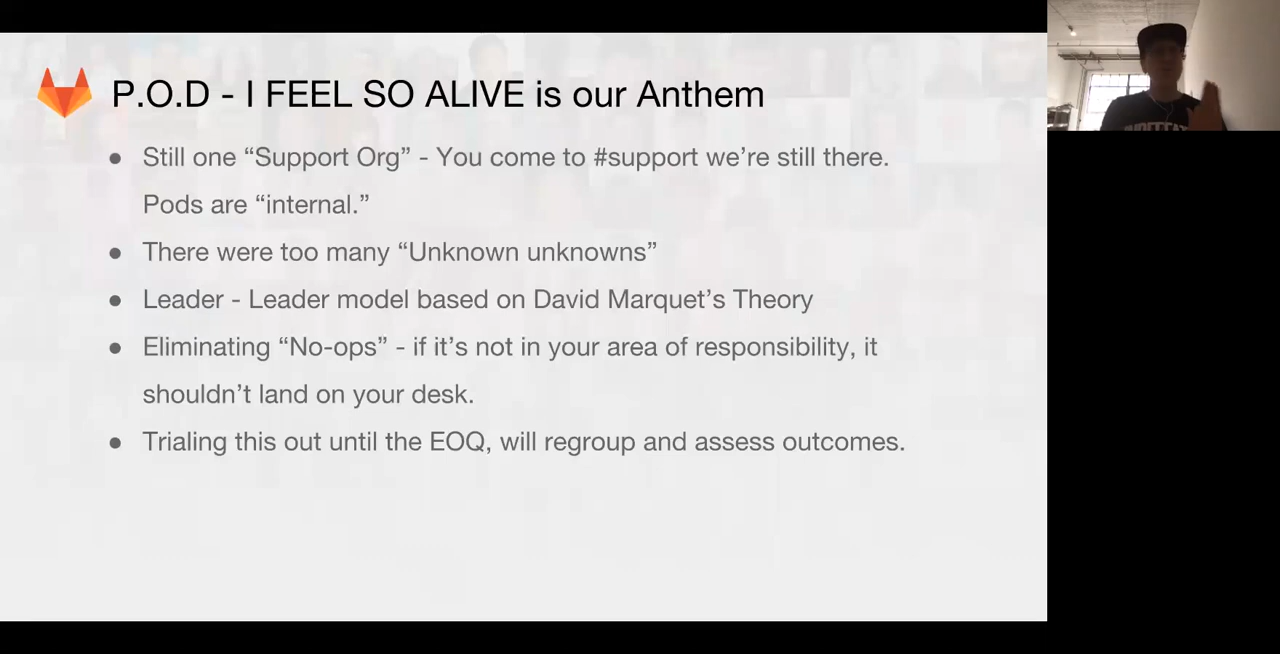 P.O.D - I FEEL SO ALIVE is our Anthem
● Still one “Support Org” - You come to #support we’re still there.
Pods are “internal.”
● There were too many “Unknown unknowns”
● Leader - Leader model based on David Marquet’s Theory
● Eliminating “No-ops” - if it’s not in your area of responsibility, it
shouldn’t land on your desk.
● Trialing this out until the EOQ, will regroup and assess outcomes.